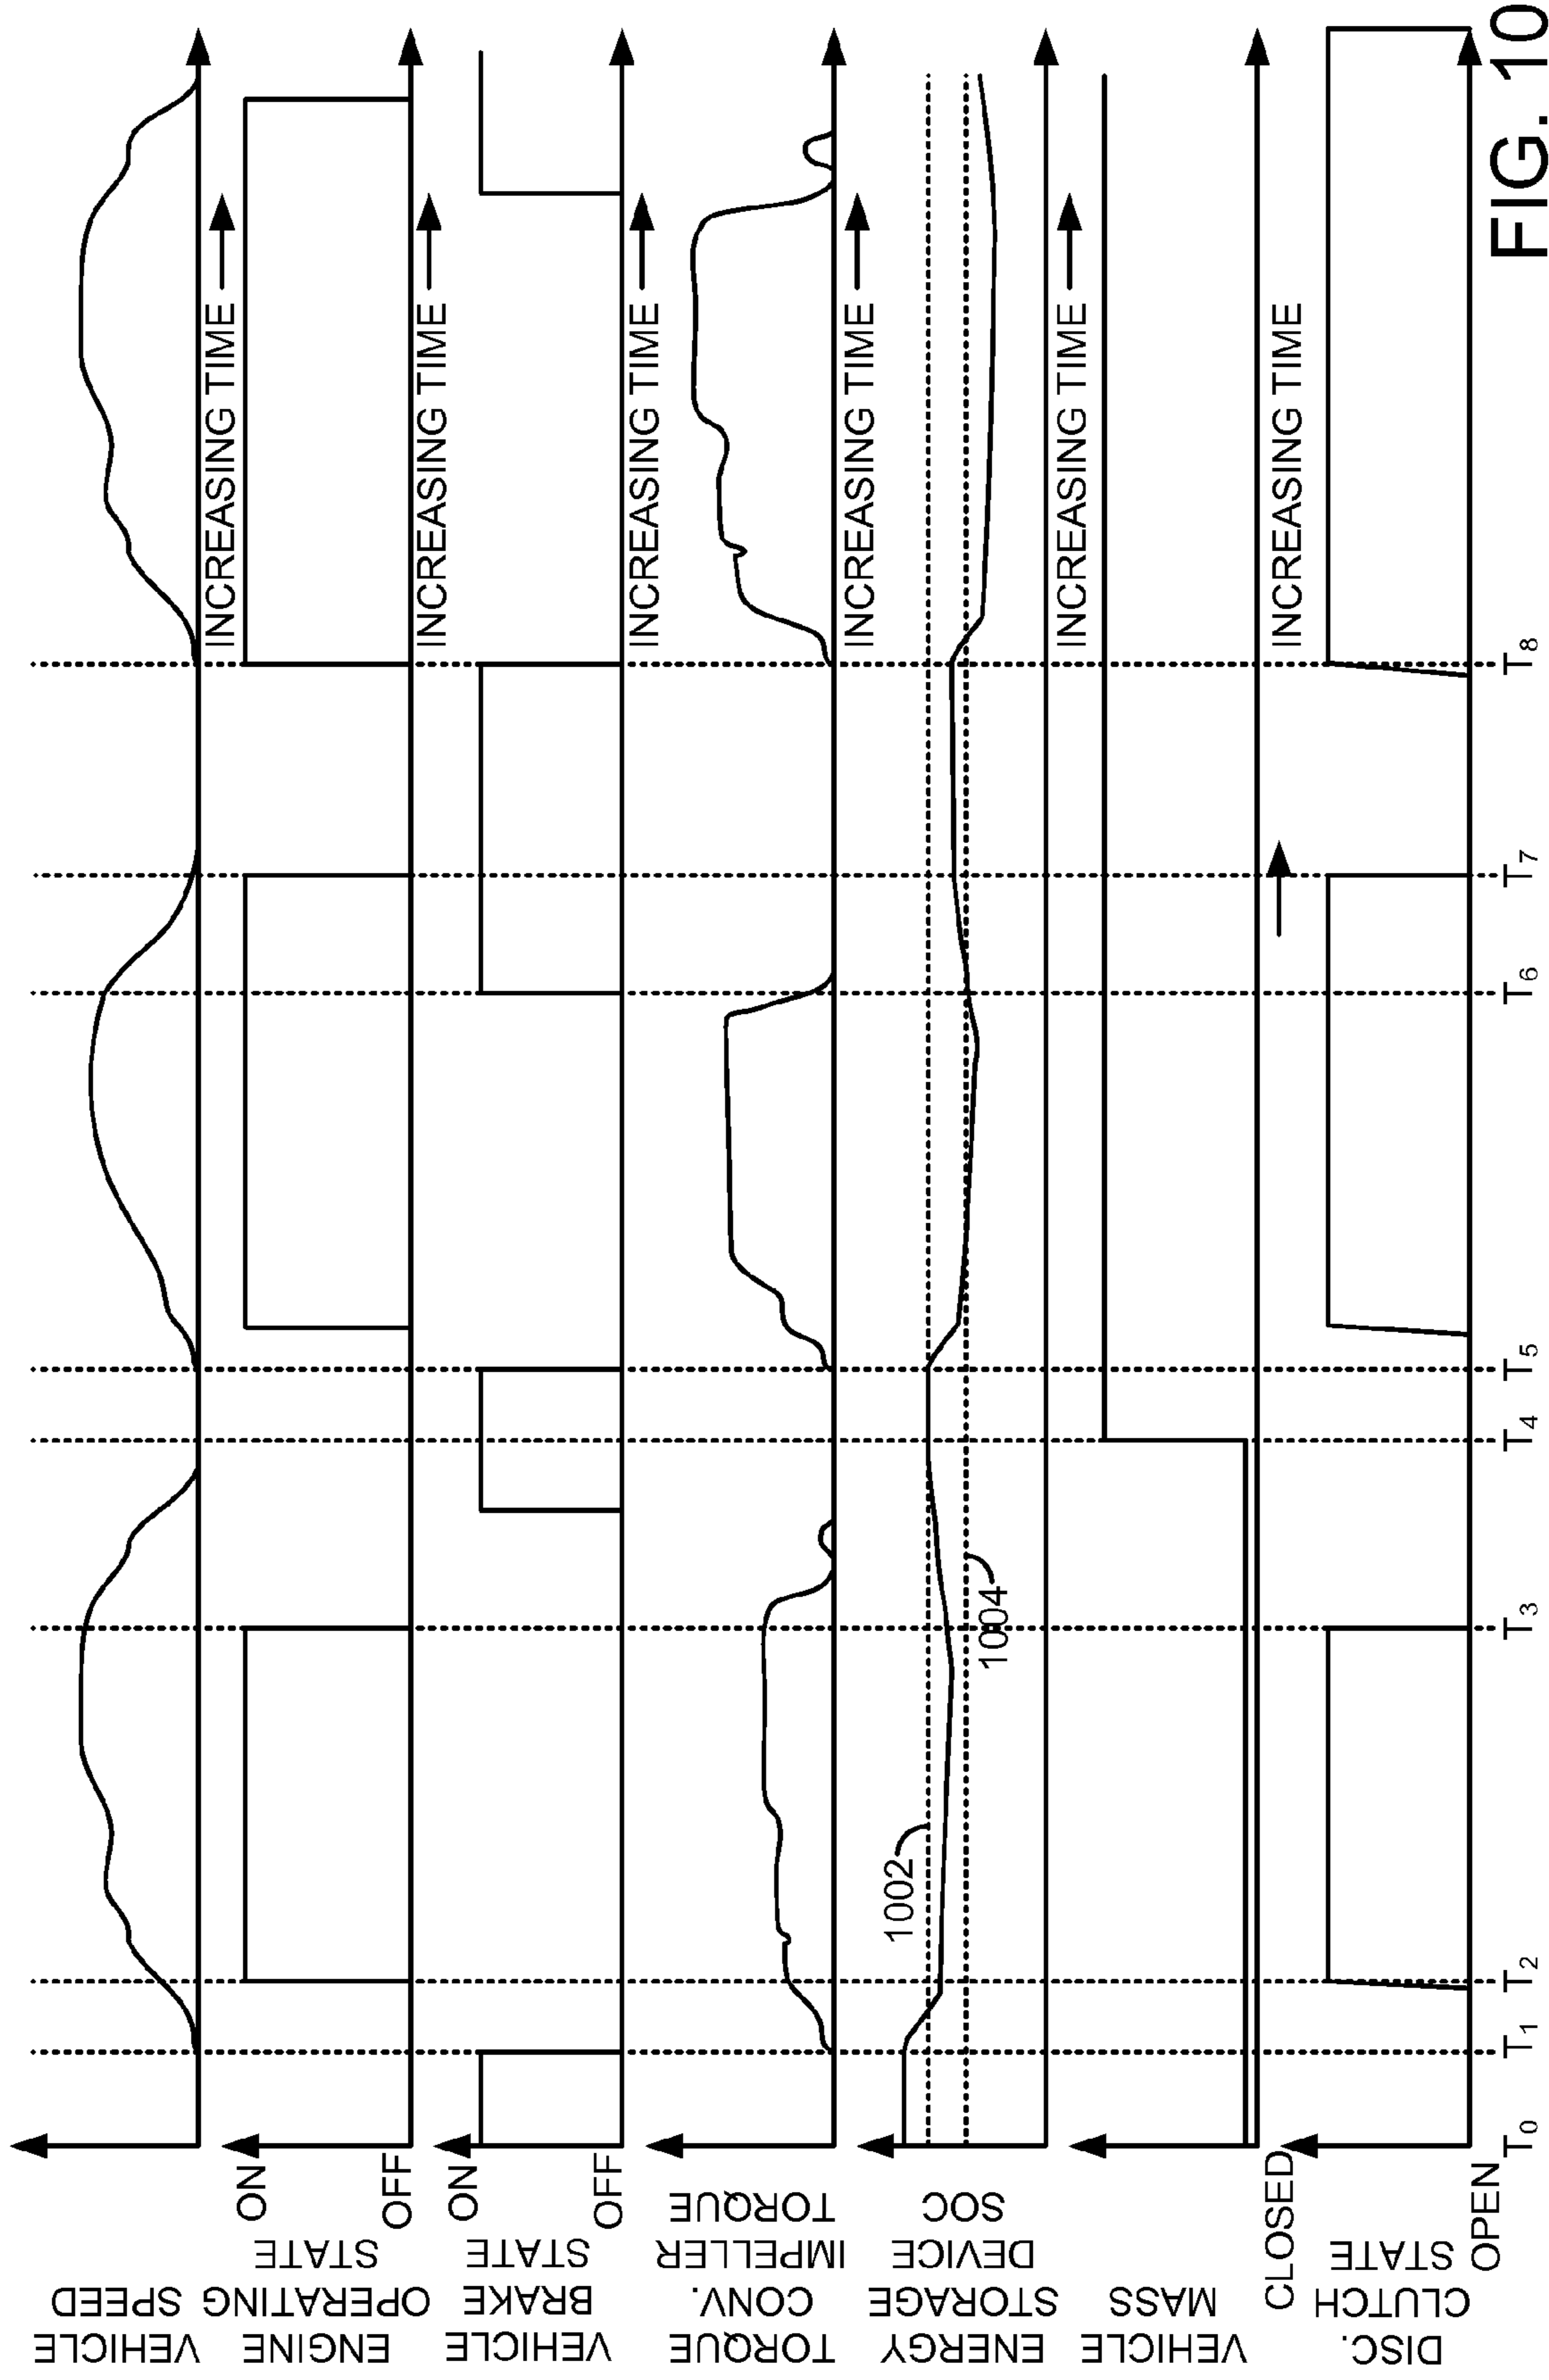 VEHICLE
SPEED
ENGINE
OPERATING
STATE
ON
OFF
INCREASING TIME
VEHICLE
BRAKE
STATE
ON
OFF
INCREASING TIME
TORQUE
CONV.
IMPELLER
TORQUE
INCREASING TIME
ENERGY
STORAGE
DEVICE
SOC
1002
1004
INCREASING TIME
VEHICLE
MASS
INCREASING TIME
DISC.
CLUTCH
STATE
CLOSED
OPEN
INCREASING TIME
T0 T1 T2 T3 T4 T5 T6 T7 T8
FIG. 10